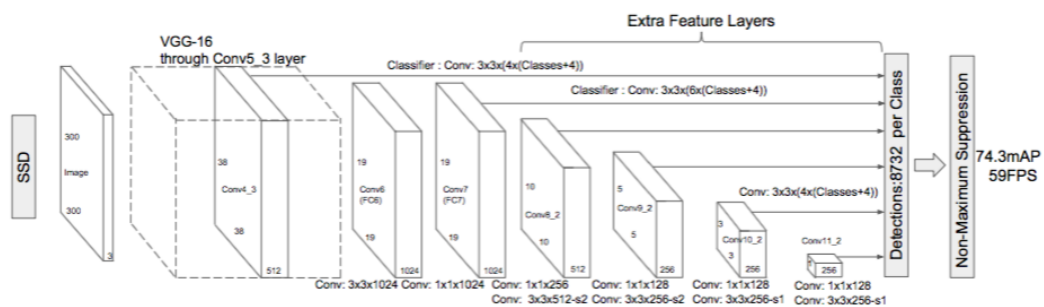 Extra Feature Layers
VGG-16
through Conv5_3 layer
Classifier : Conv: 3x3x(4x(Classes+4))
Classifier : Conv: 3x3x(6x(Classes+4))
SSD
300
Image
300
3
38
Conv4_3
38
512
19
Conv6
(FC6)
19
1024
19
Conv7
(FC7)
19
1024
10
Conv8_2
10
512
5
Conv9_2
5
256
Conv: 3x3x(4x(Classes+4))
3
Conv10_2
3
256
Conv11_2
256
Detections:8732 per Class
Non-Maximum Suppression
74.3mAP
59FPS
Conv: 3x3x1024
Conv: 1x1x1024
Conv: 1x1x256
Conv: 3x3x512-s2
Conv: 1x1x128
Conv: 3x3x256-s2
Conv: 1x1x128
Conv: 3x3x256-s1
Conv: 1x1x128
Conv: 3x3x256-s1